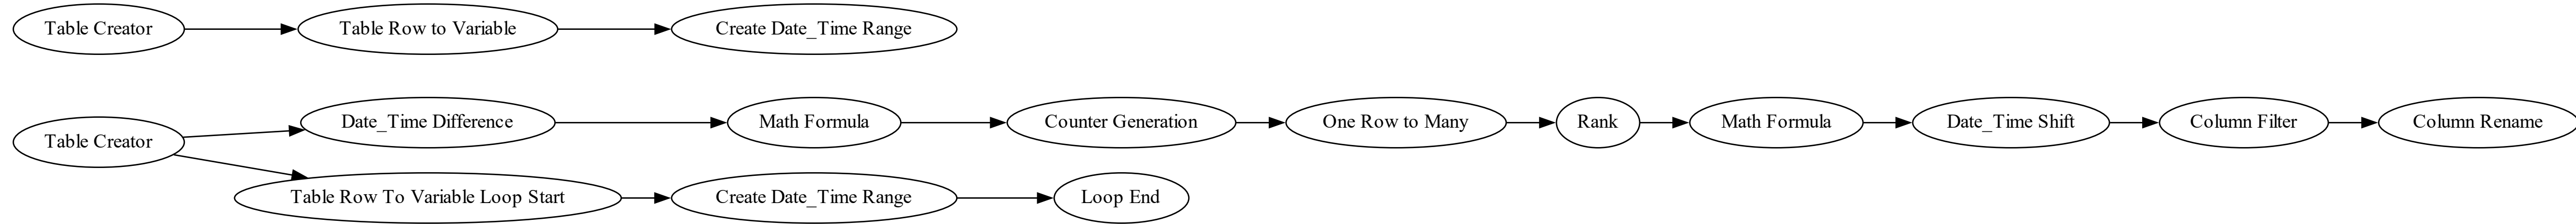 Table Creator
Table Row to Variable
Create Date_Time Range
Table Creator
Date_Time Difference
Math Formula
Counter Generation
One Row to Many
Rank
Math Formula
Date_Time Shift
Column Filter
Column Rename
Table Row To Variable Loop Start
Create Date_Time Range
Loop End